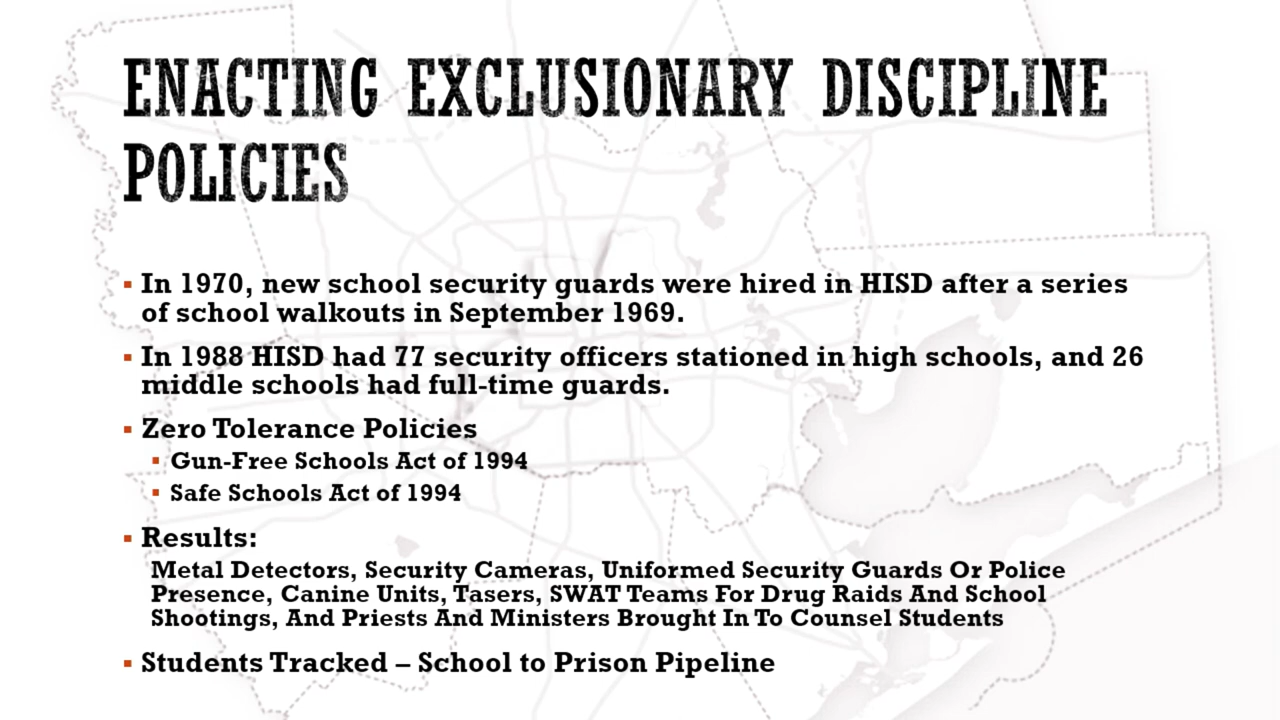 ENACTING EXCLUSIONARY DISCIPLINE
POLICIES
▪ In 1970, new school security guards were hired in HISD after a series
of school walkouts in September 1969.
▪ In 1988 HISD had 77 security officers stationed in high schools, and 26
middle schools had full-time guards.
▪ Zero Tolerance Policies
▪ Gun-Free Schools Act of 1994
▪ Safe Schools Act of 1994
▪ Results:
Metal Detectors, Security Cameras, Uniformed Security Guards Or Police
Presence, Canine Units, Tasers, SWAT Teams For Drug Raids And School
Shootings, And Priests And Ministers Brought In To Counsel Students
▪ Students Tracked – School to Prison Pipeline